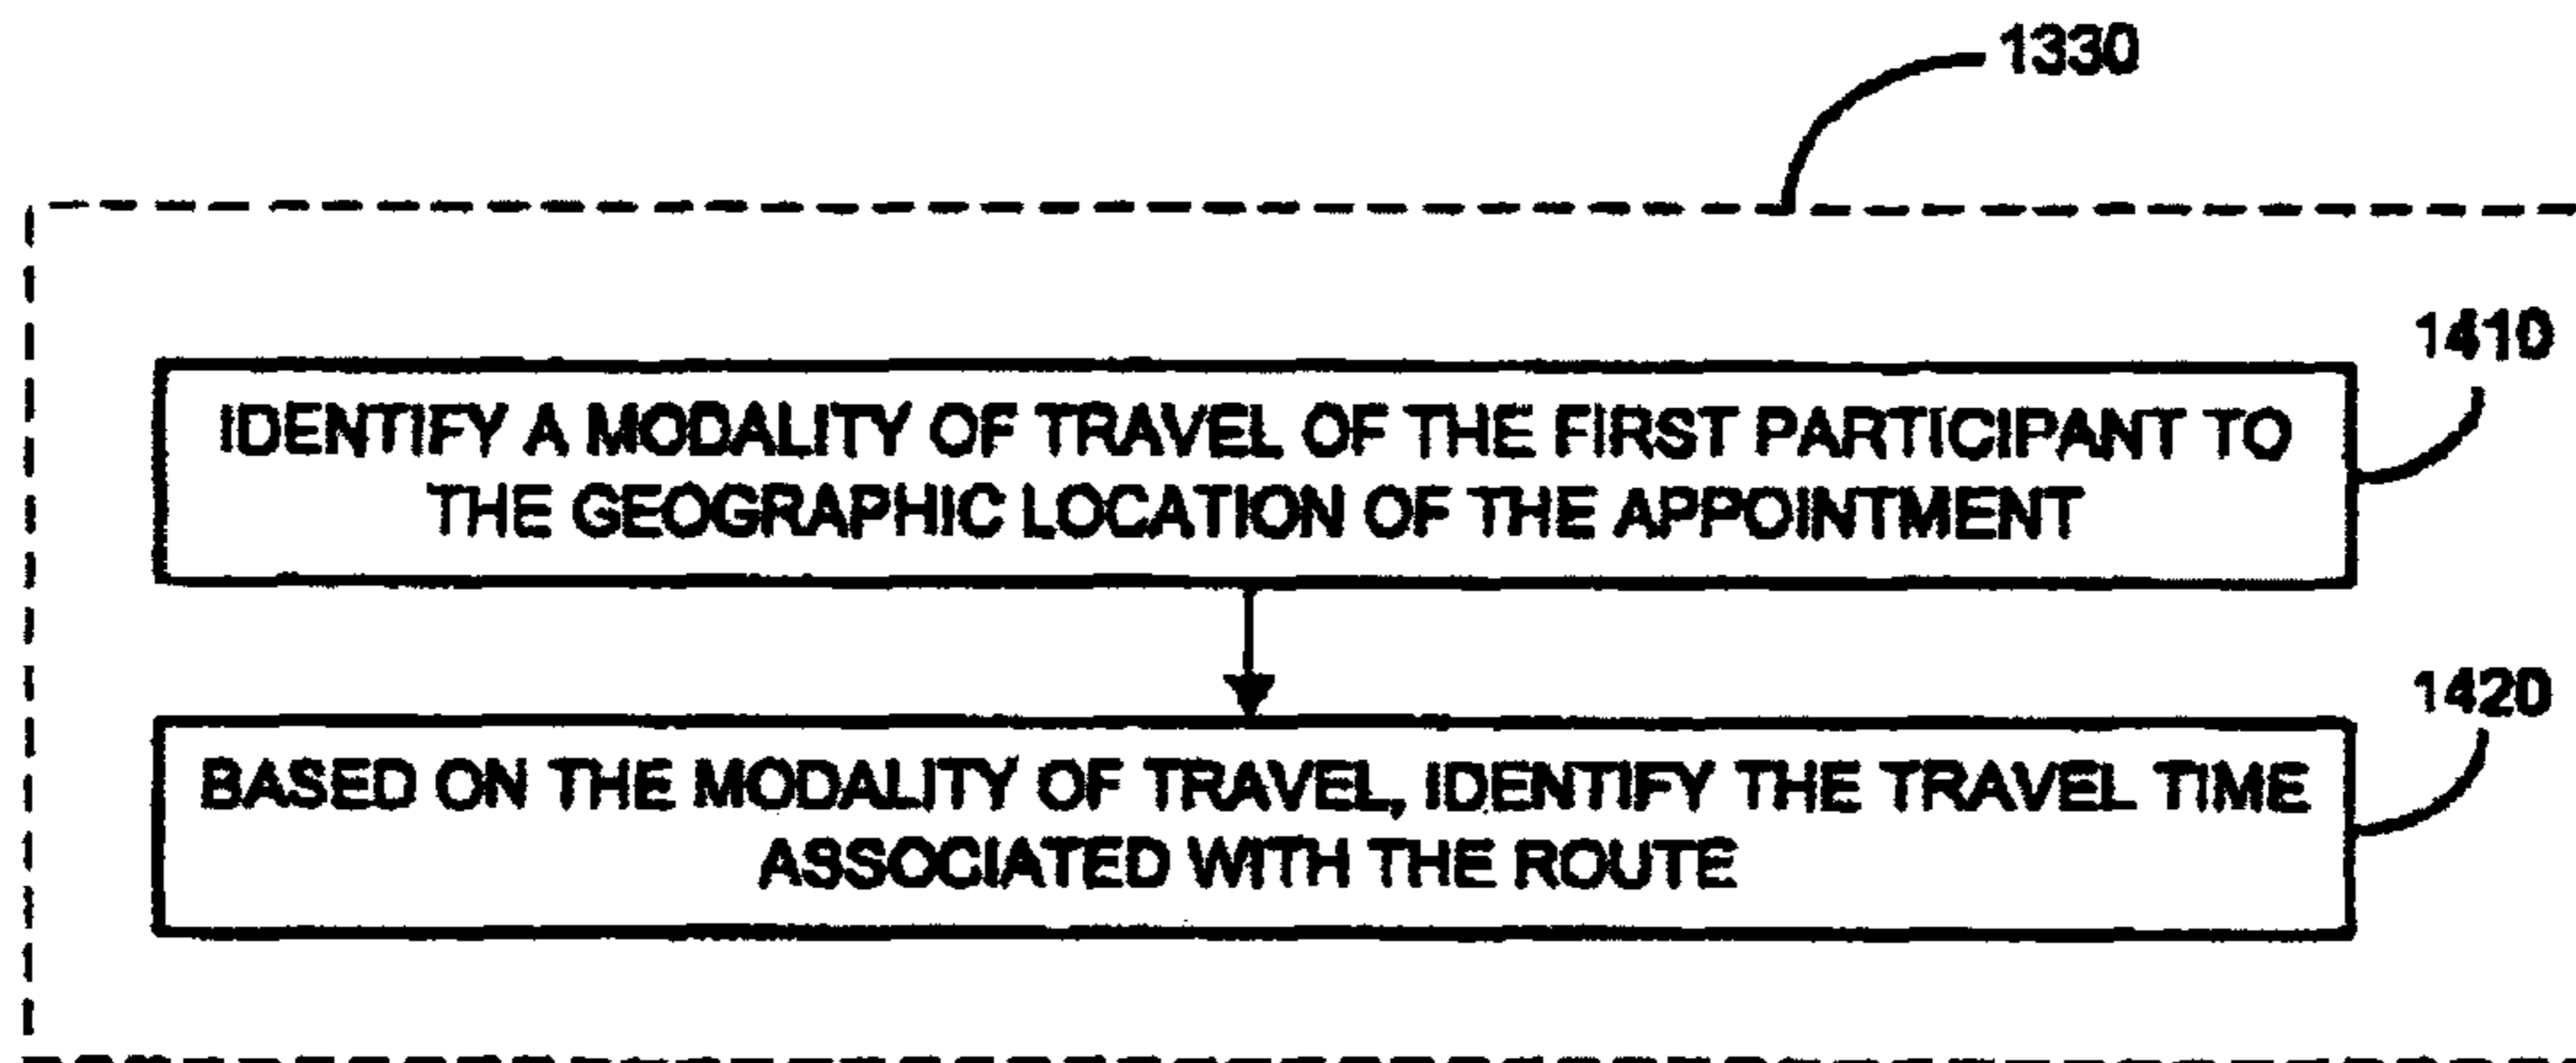 1330
1410
IDENTIFY A MODALITY OF TRAVEL OF THE FIRST PARTICIPANT TO
THE GEOGRAPHIC LOCATION OF THE APPOINTMENT
1420
BASED ON THE MODALITY OF TRAVEL, IDENTIFY THE TRAVEL TIME
ASSOCIATED WITH THE ROUTE